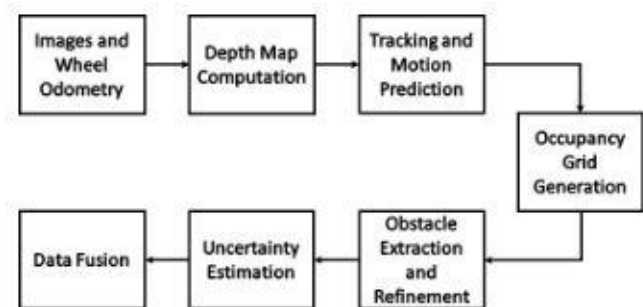 Images and
Wheel
Odometry
Depth Map
Computation
Tracking and
Motion
Prediction
Occupancy
Grid
Generation
Obstacle
Extraction
and
Refinement
Uncertainty
Estimation
Data Fusion